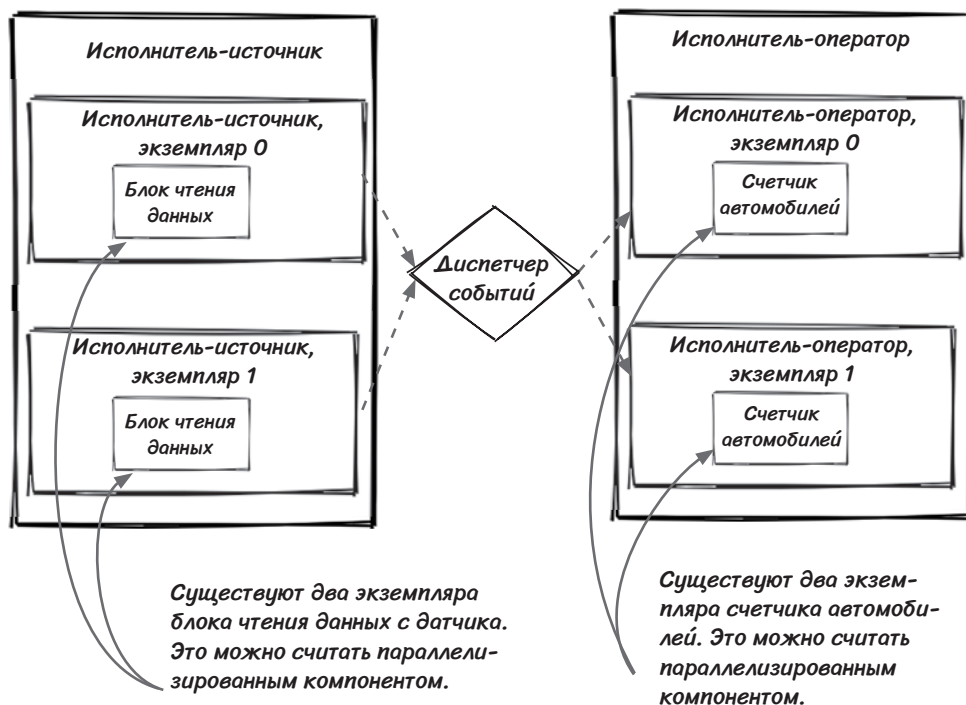 Исполнитель-источник
Исполнитель-источник,
экземпляр 0
Блок чтения
данных
Исполнитель-источник,
экземпляр 1
Блок чтения
данных
Диспетчер
событий
Исполнитель-оператор
Исполнитель-оператор,
экземпляр 0
Счетчик
автомобилей
Исполнитель-оператор,
экземпляр 1
Счетчик
автомобилей
Существуют два экземпляра
блока чтения данных с датчика.
Это можно считать параллели-
зированным компонентом.
Существуют два экзем-
пляра счетчика автомоби-
лей. Это можно считать
параллелизированным
компонентом.